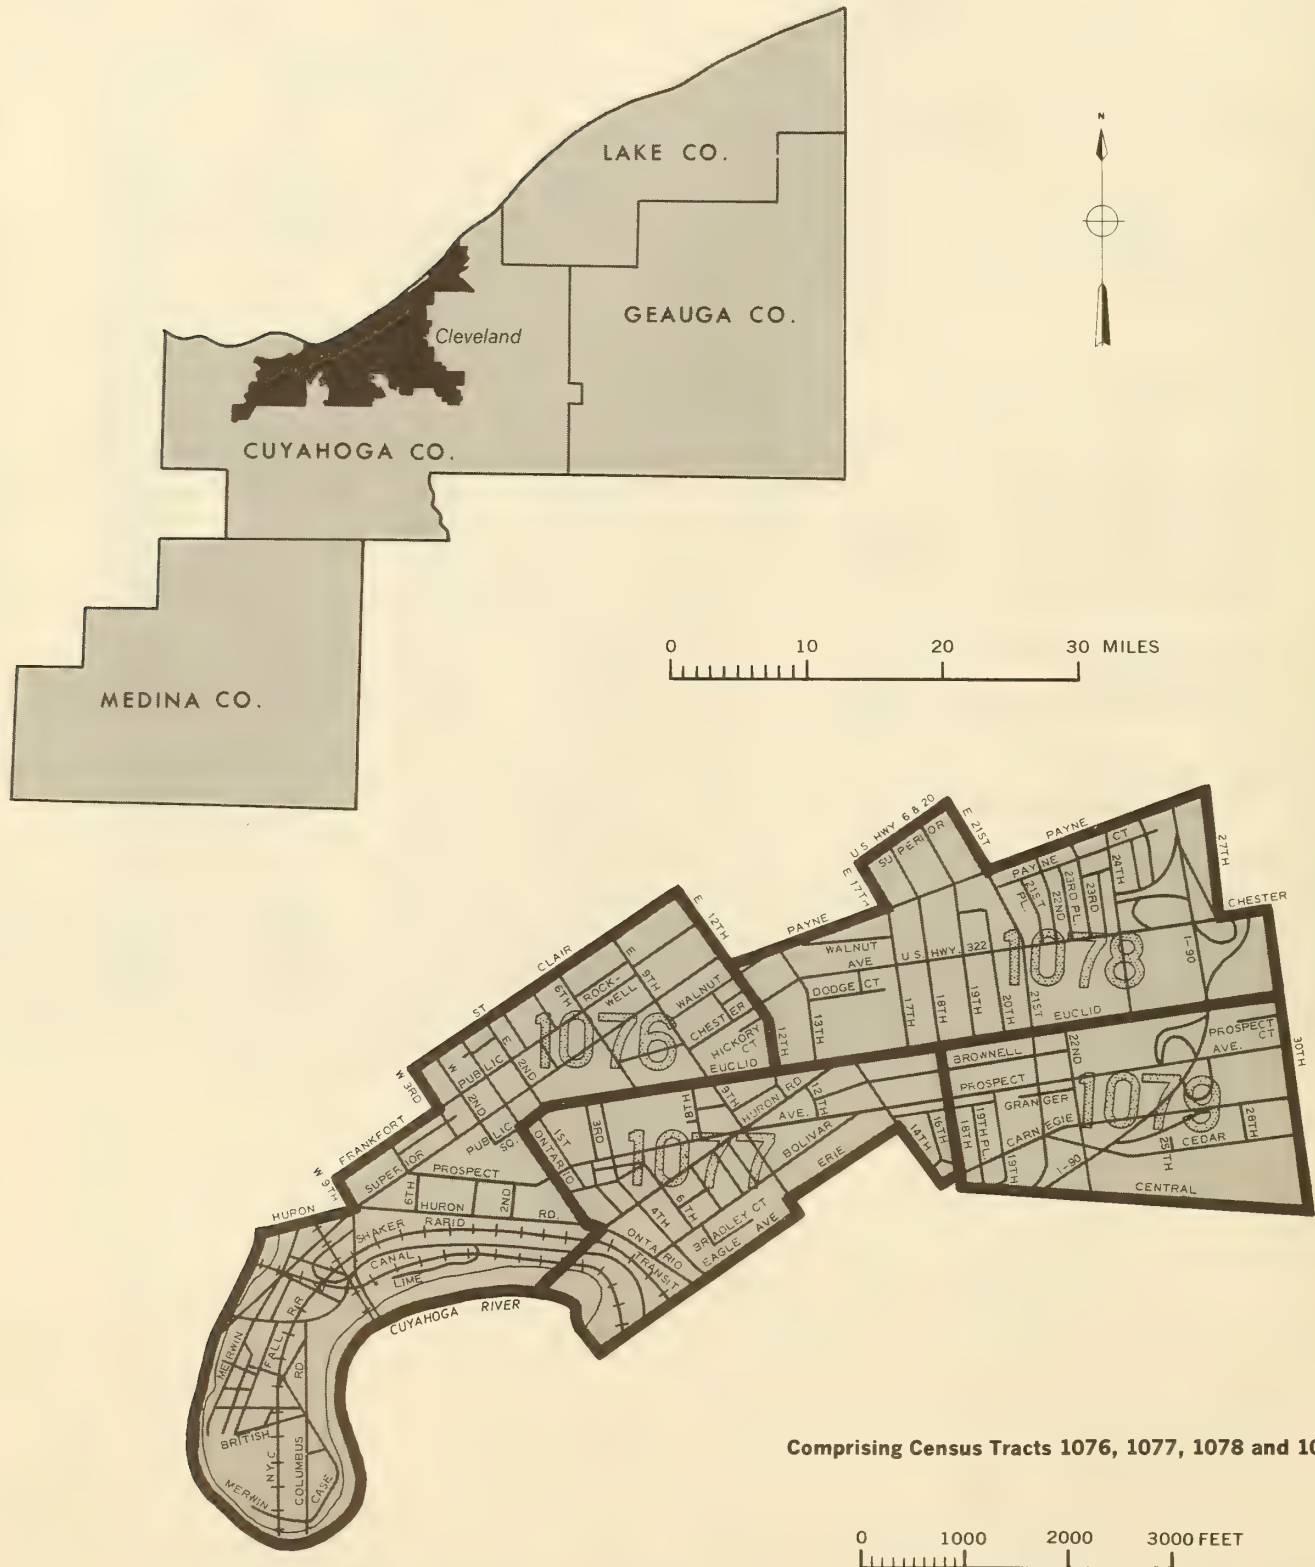 LAKE CO.
N
GEAUGA CO.
Cleveland
CUYAHOGA CO.
MEDINA CO.
0 10 20 30 MILES
U.S. HWY 6 & 20
SUPERIOR
E 21ST
E 17TH
PAYNE
PAYNE CT
27TH
CHESTER
21ST PL.
22ND
23RD PL.
23RD
24TH
I-90
1078
PAYNE
WALNUT
AVE
U.S. HWY. 322
DODGE CT
12TH
13TH
17TH
18TH
19TH
20TH
21ST
EUCLID
30TH
ST CLAIR
E 12TH
E 9TH
6TH
ROCK-
WELL
WALNUT
CHESTER
HICKORY
CT
EUCLID
1076
W 3RD
W PUBLIC
E 2ND
2ND
PUBLIC
SQ.
FRANKFORT
W 9TH
SUPERIOR
PROSPECT
6TH
HURON
2ND
RD.
HURON
SHAKER RAPID
CANAL
LIME
CUYAHOGA RIVER
1ST
ONTARIO
3RD
1077
9TH
HURON RD
12TH
AVE.
BOLIVAR
ERIE
14TH
16TH
4TH
6TH
BRADLEY CT
EAGLE AVE
ONTARIO
TRANSIT
BROWNELL
22ND
PROSPECT
AVE.
PROSPECT
CT
GRANGER
1079
18TH
19TH PL.
19TH
CARNEGIE
I-90
25TH
CEDAR
28TH
CENTRAL
MERWIN
FALL
R/R
RD
BRITISH
N.Y.C.
COLUMBUS
CASE
MERWIN
Comprising Census Tracts 1076, 1077, 1078 and
0 1000 2000 3000 FEET